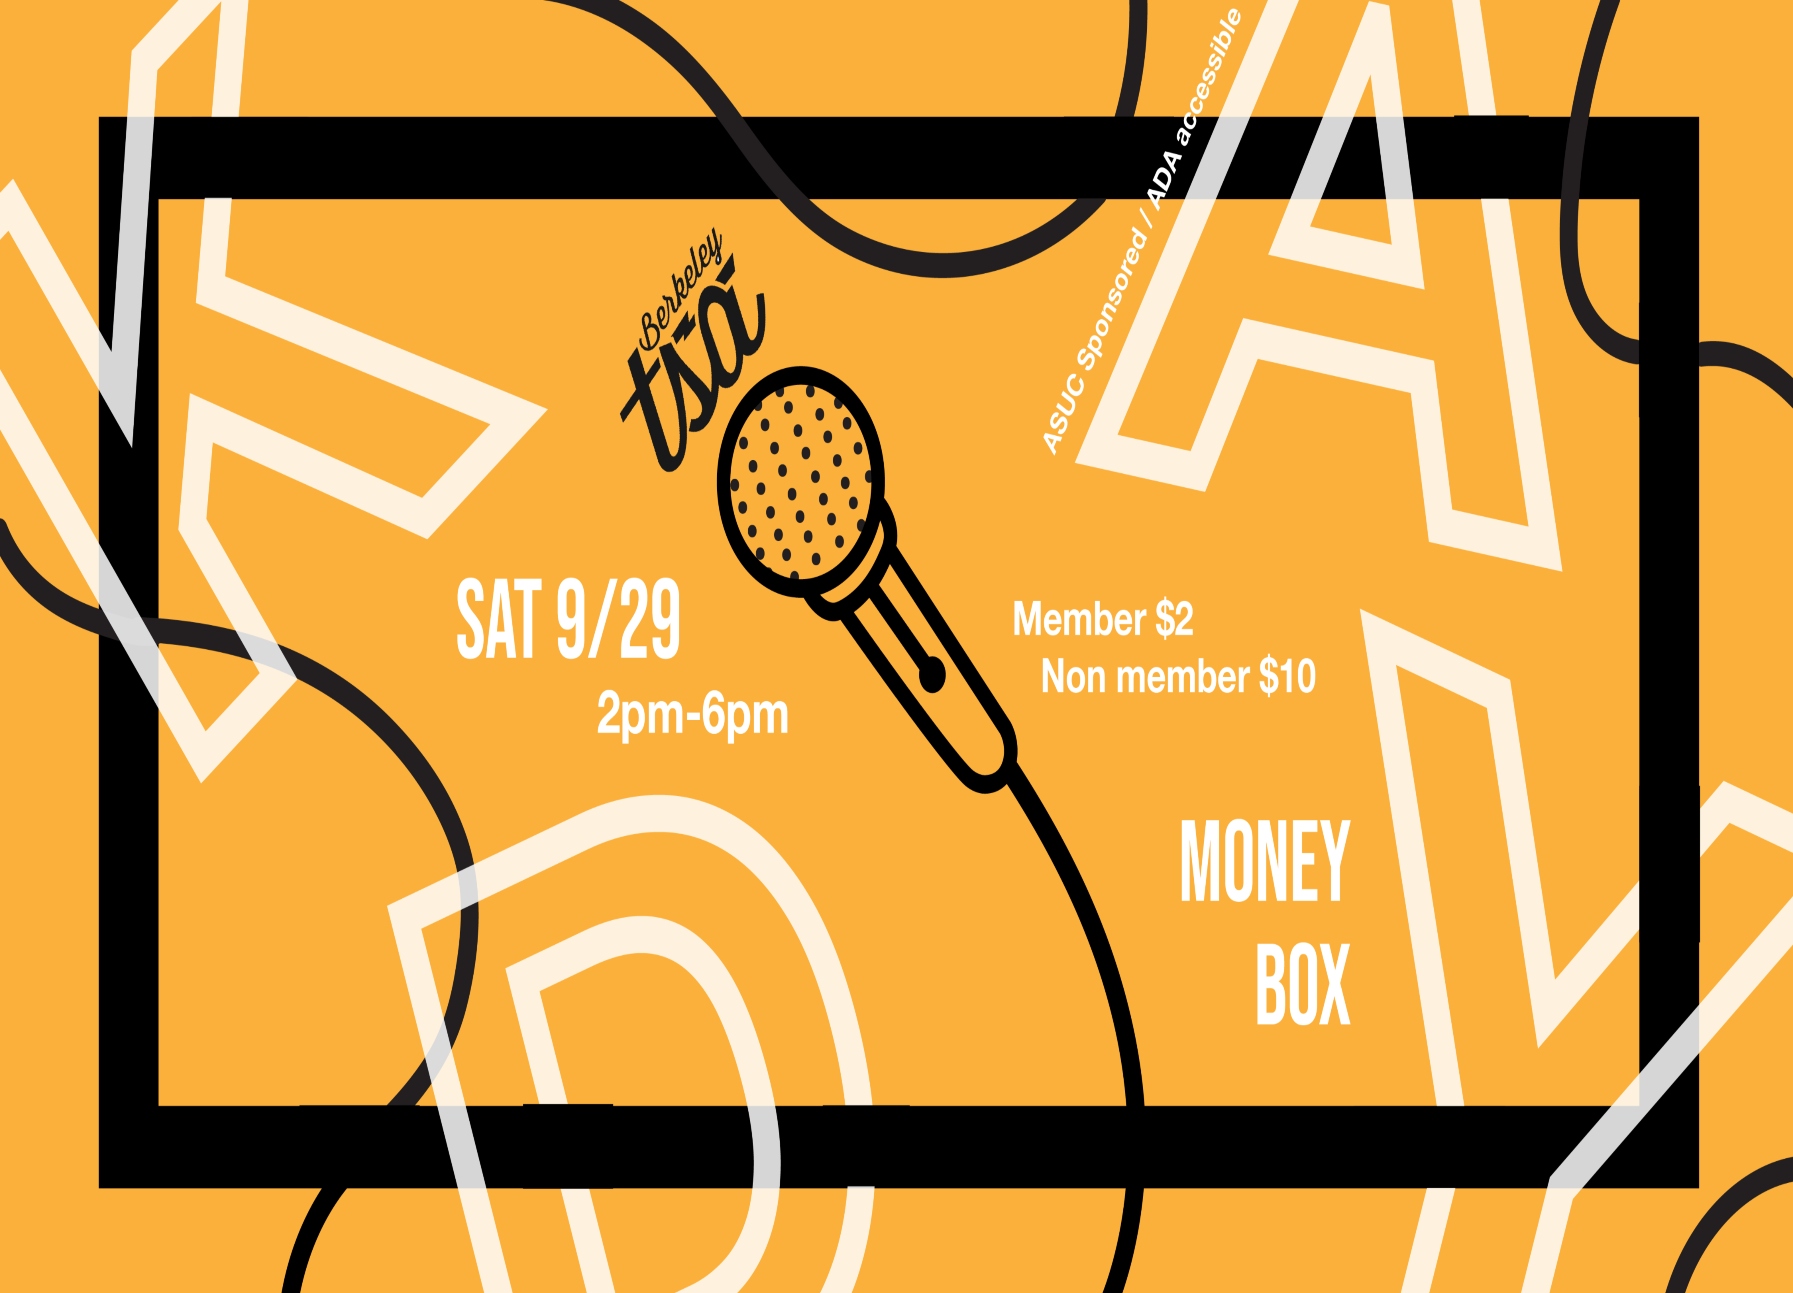 K
A
D
Y
ASUC Sponsored / ADA accessible
Berkeley
tsa
SAT 9/29
2pm-6pm
Member $2
Non member $10
MONEY
BOX